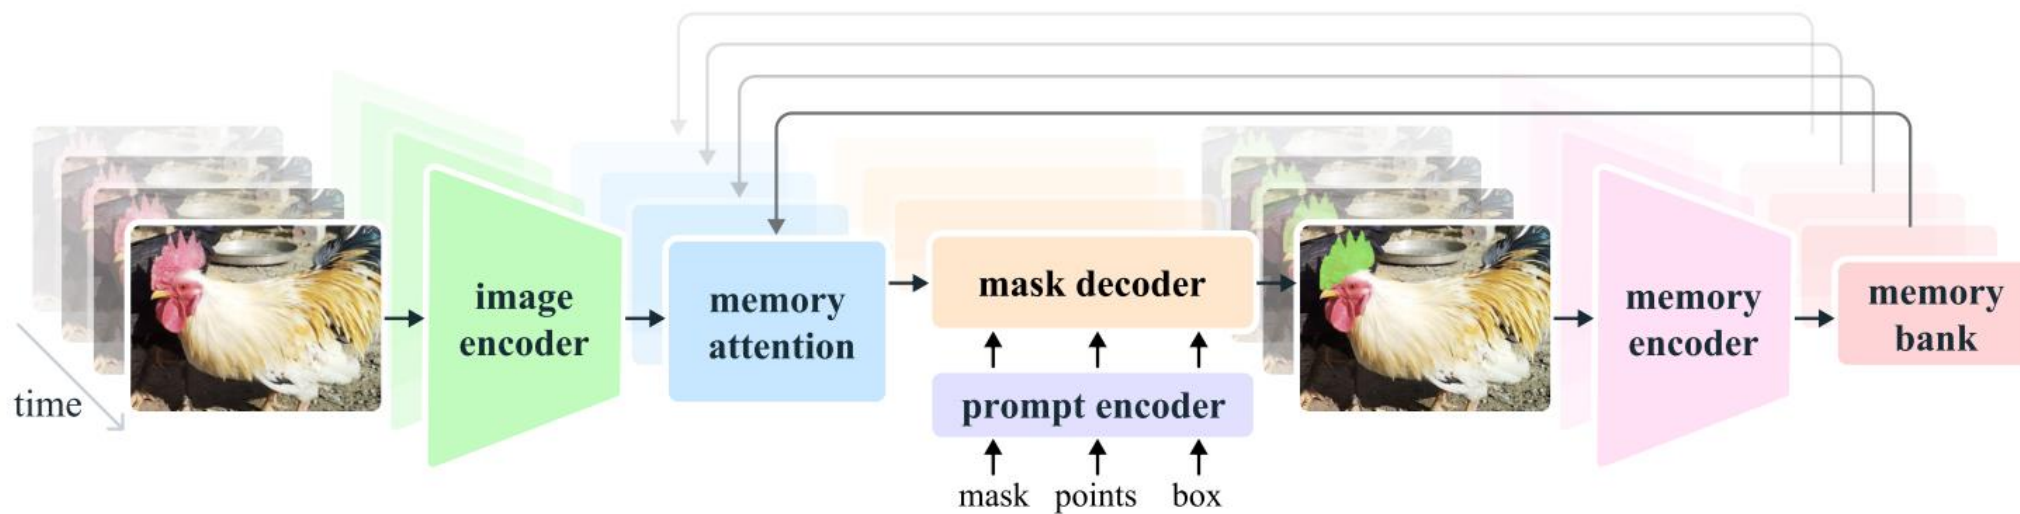 time
image
encoder
memory
attention
mask decoder
prompt encoder
mask points box
memory
encoder
memory
bank